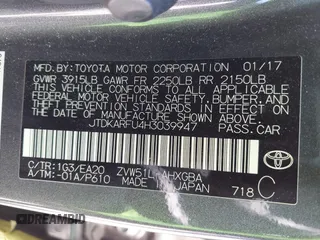 MFD. BY: TOYOTA MOTOR CORPORATION 01/17
GVWR 3915LB GAWR FR 2250LB RR 2150LB
THIS VEHICLE CONFORMS TO ALL APPLICABLE
FEDERAL MOTOR VEHICLE SAFETY, BUMPER, AND
THEFT PREVENTION STANDARDS IN EFFECT ON
THE DATE OF MANUFACTURE SHOWN ABOVE.
JTDKARFU4H3039947 PASS. CAR
C/TR: 1G3/EA20 ZVW51L-AHXGBA
A/TM: -01A/P610 MADE IN JAPAN
TOYOTA
718 C
AutoBidMaster